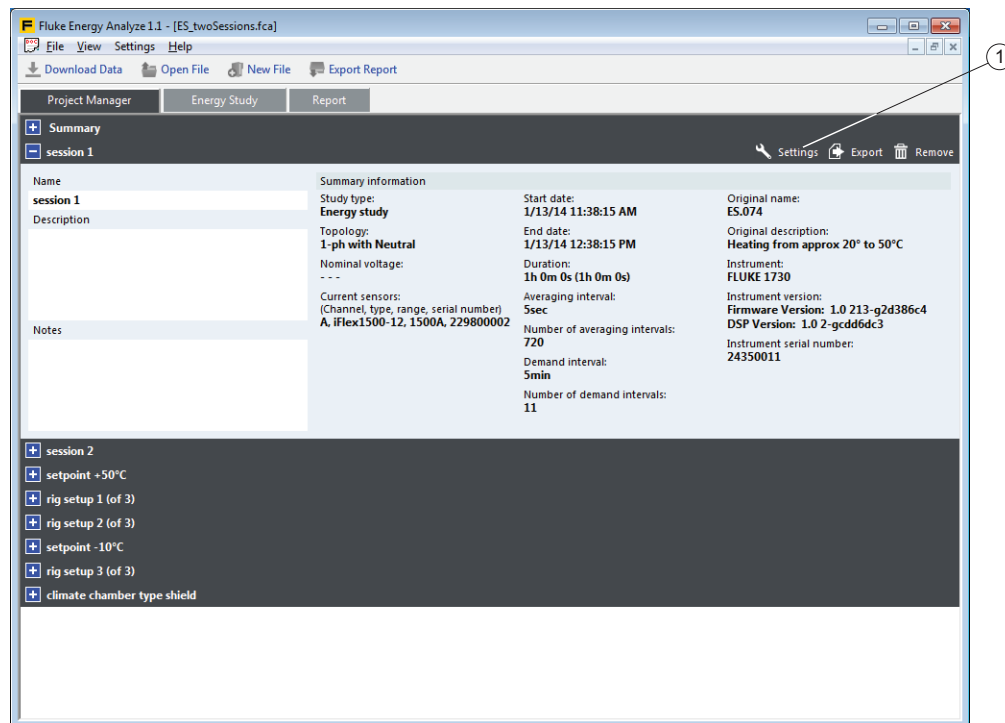 Fluke Energy Analyze 1.1 - [ES_twoSessions.fca]
File View Settings Help
Download Data Open File New File Export Report
1
Project Manager Energy Study Report
Summary
session 1 Settings Export Remove
Name
session 1
Description
Notes
Summary information
Study type:
Energy study
Topology:
1-ph with Neutral
Nominal voltage:
- - -
Current sensors:
(Channel, type, range, serial number)
A, iFlex1500-12, 1500A, 229800002
Start date:
1/13/14 11:38:15 AM
End date:
1/13/14 12:38:15 PM
Duration:
1h 0m 0s (1h 0m 0s)
Averaging interval:
5sec
Number of averaging intervals:
720
Demand interval:
5min
Number of demand intervals:
11
Original name:
ES.074
Original description:
Heating from approx 20° to 50°C
Instrument:
FLUKE 1730
Instrument version:
Firmware Version: 1.0 213-g2d386c4
DSP Version: 1.0 2-gcdd6dc3
Instrument serial number:
24350011
session 2
setpoint +50°C
rig setup 1 (of 3)
rig setup 2 (of 3)
setpoint -10°C
rig setup 3 (of 3)
climate chamber type shield